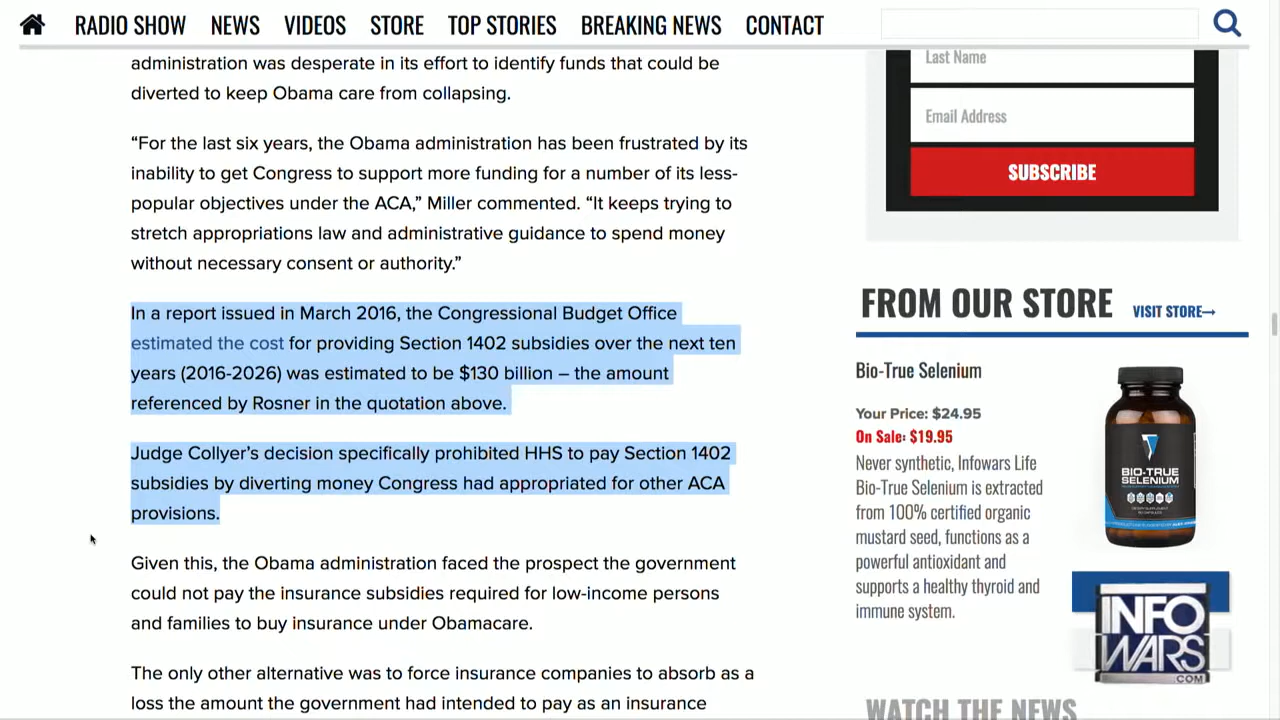 RADIO SHOW NEWS VIDEOS STORE TOP STORIES BREAKING NEWS CONTACT
administration was desperate in its effort to identify funds that could be
diverted to keep Obama care from collapsing.
“For the last six years, the Obama administration has been frustrated by its
inability to get Congress to support more funding for a number of its less-
popular objectives under the ACA,” Miller commented. “It keeps trying to
stretch appropriations law and administrative guidance to spend money
without necessary consent or authority.”
In a report issued in March 2016, the Congressional Budget Office
estimated the cost for providing Section 1402 subsidies over the next ten
years (2016-2026) was estimated to be $130 billion – the amount
referenced by Rosner in the quotation above.
Judge Collyer’s decision specifically prohibited HHS to pay Section 1402
subsidies by diverting money Congress had appropriated for other ACA
provisions.
Given this, the Obama administration faced the prospect the government
could not pay the insurance subsidies required for low-income persons
and families to buy insurance under Obamacare.
The only other alternative was to force insurance companies to absorb as a
loss the amount the government had intended to pay as an insurance
Last Name
Email Address
SUBSCRIBE
FROM OUR STORE VISIT STORE→
Bio-True Selenium
Your Price: $24.95
On Sale: $19.95
Never synthetic, Infowars Life
Bio-True Selenium is extracted
from 100% certified organic
mustard seed, functions as a
powerful antioxidant and
supports a healthy thyroid and
immune system.
BIO-TRUE
SELENIUM
INFO
WARS
.COM
WATCH THE NEWS